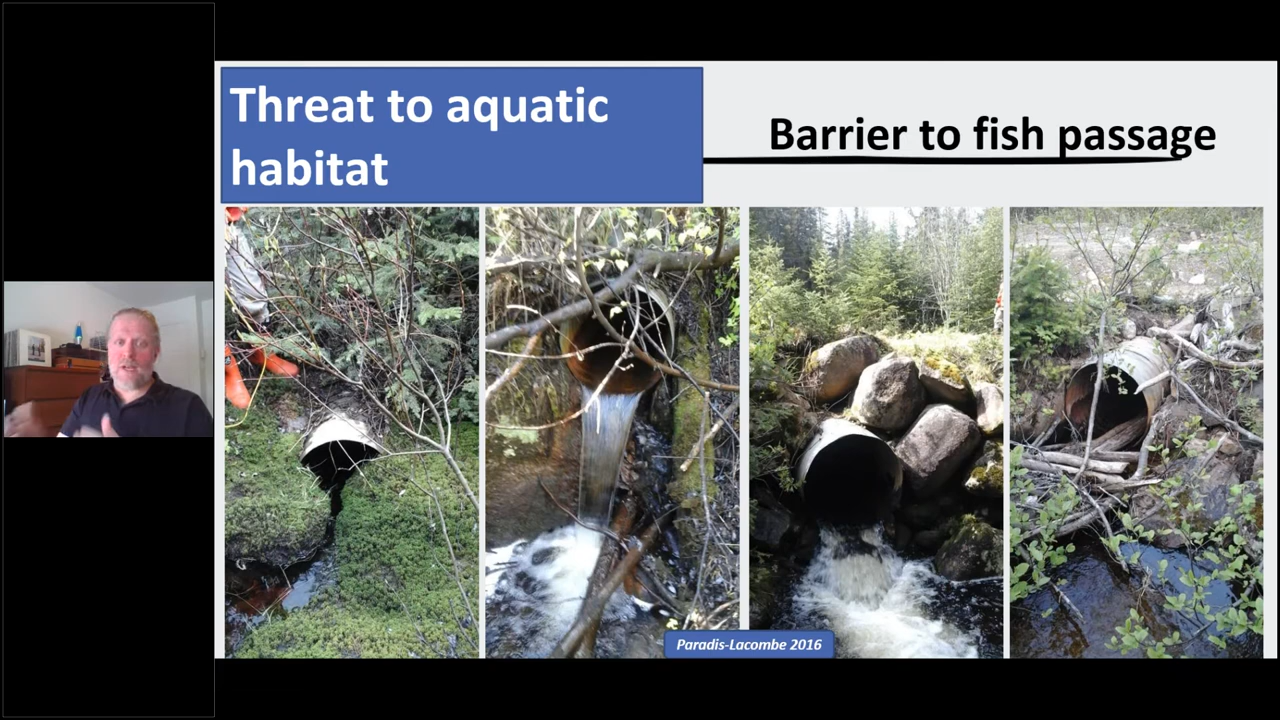 Threat to aquatic
habitat
Barrier to fish passage
Paradis-Lacombe 2016